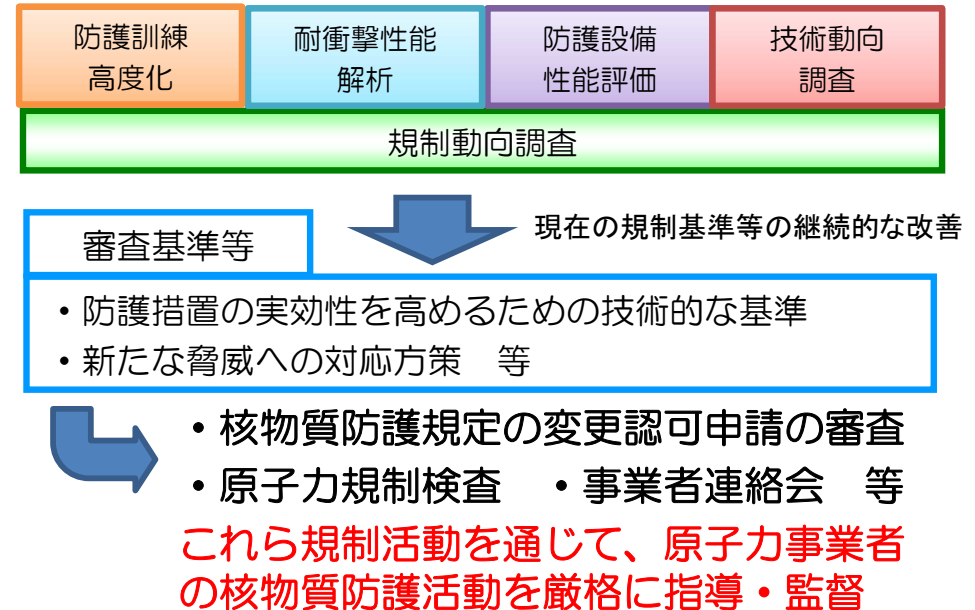 防護訓練
高度化
耐衝撃性能
解析
防護設備
性能評価
技術動向
調査
規制動向調査
現在の規制基準等の継続的な改善
審査基準等
・防護措置の実効性を高めるための技術的な基準
・新たな脅威への対応方策　等
・核物質防護規定の変更認可申請の審査
・原子力規制検査　・事業者連絡会　等
これら規制活動を通じて、原子力事業者
の核物質防護活動を厳格に指導・監督